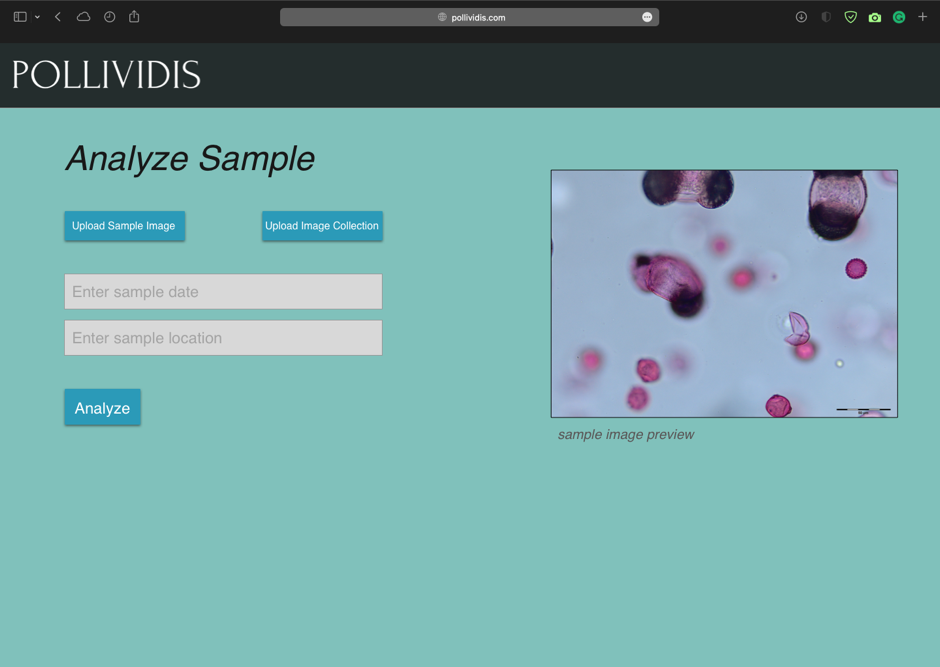 pollividis.com
POLLIVIDIS
Analyze Sample
Upload Sample Image
Upload Image Collection
Enter sample date
Enter sample location
Analyze
sample image preview